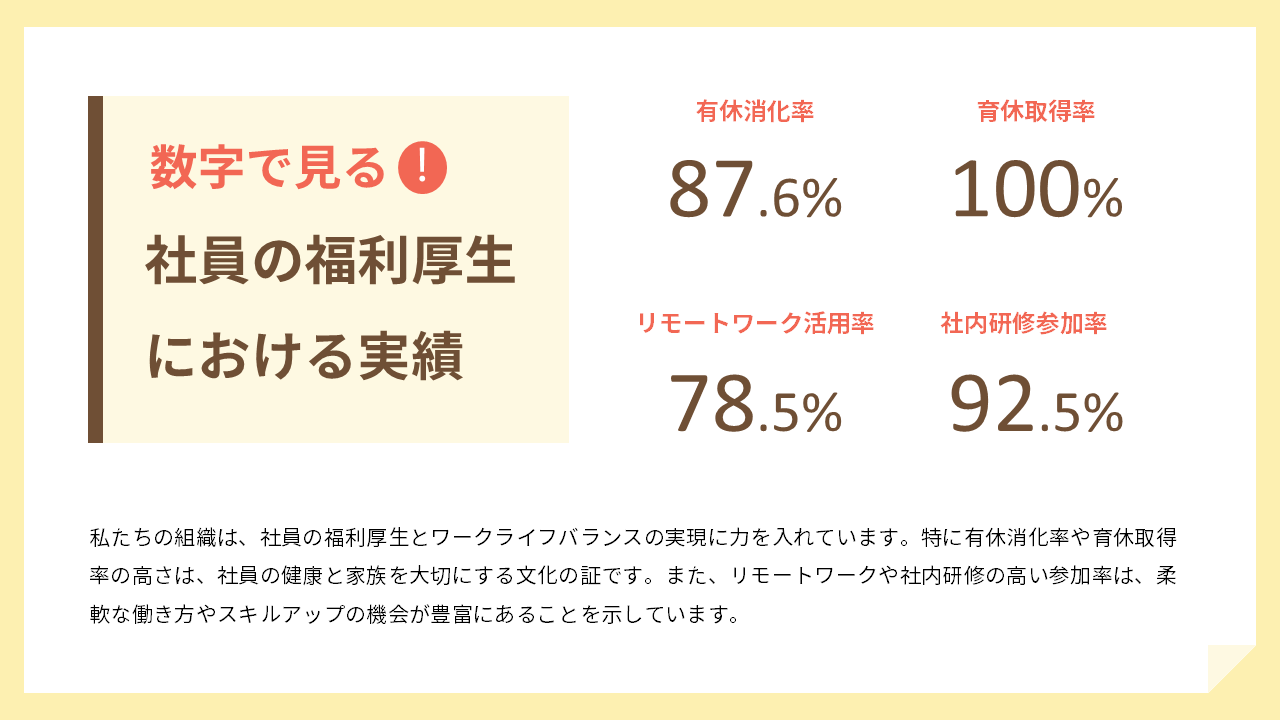 数字で見る!
社員の福利厚生
における実績
有休消化率
87.6%
育休取得率
100%
リモートワーク活用率
78.5%
社内研修参加率
92.5%
私たちの組織は、社員の福利厚生とワークライフバランスの実現に力を入れています。特に有休消化率や育休取得
率の高さは、社員の健康と家族を大切にする文化の証です。また、リモートワークや社内研修の高い参加率は、柔
軟な働き方やスキルアップの機会が豊富にあることを示しています。